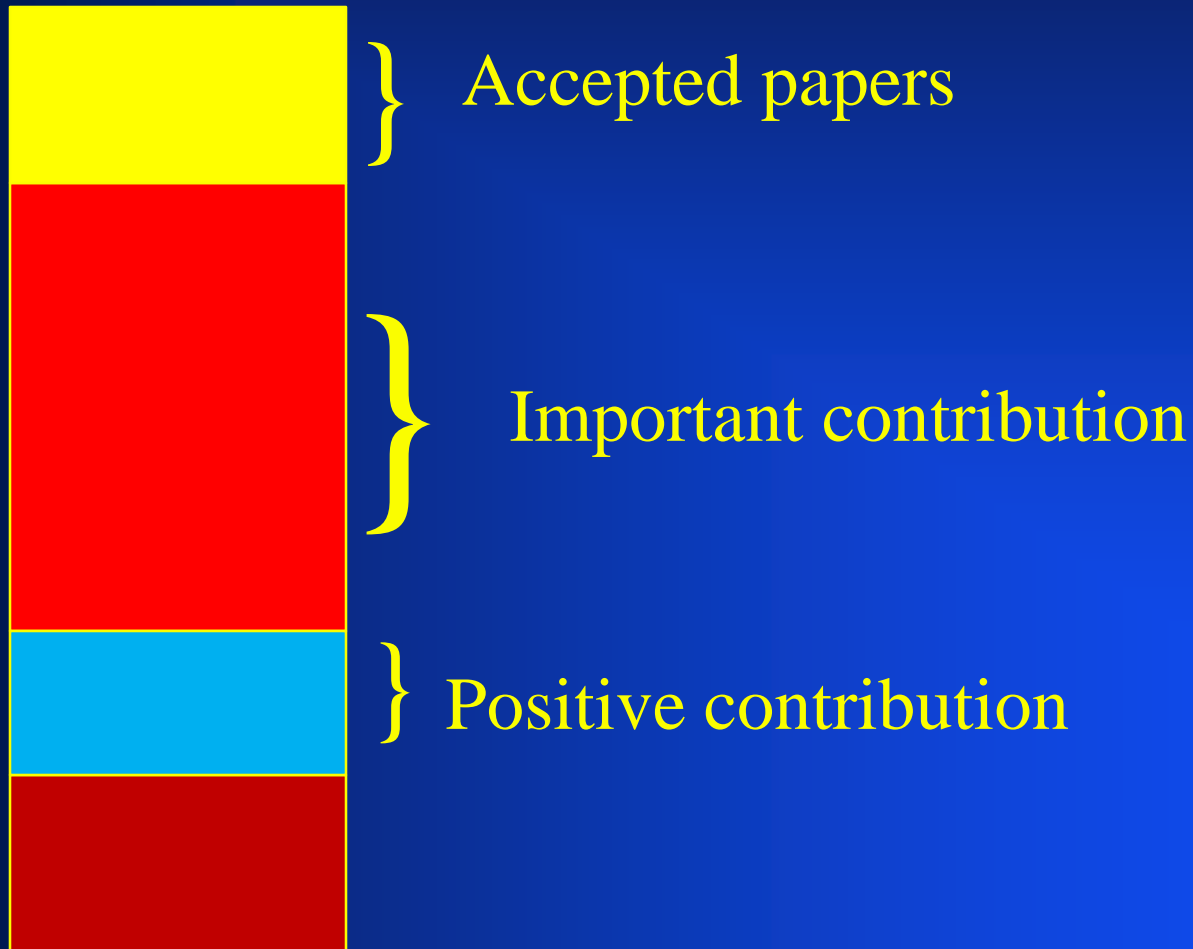 } Accepted papers
} Important contribution
} Positive contribution